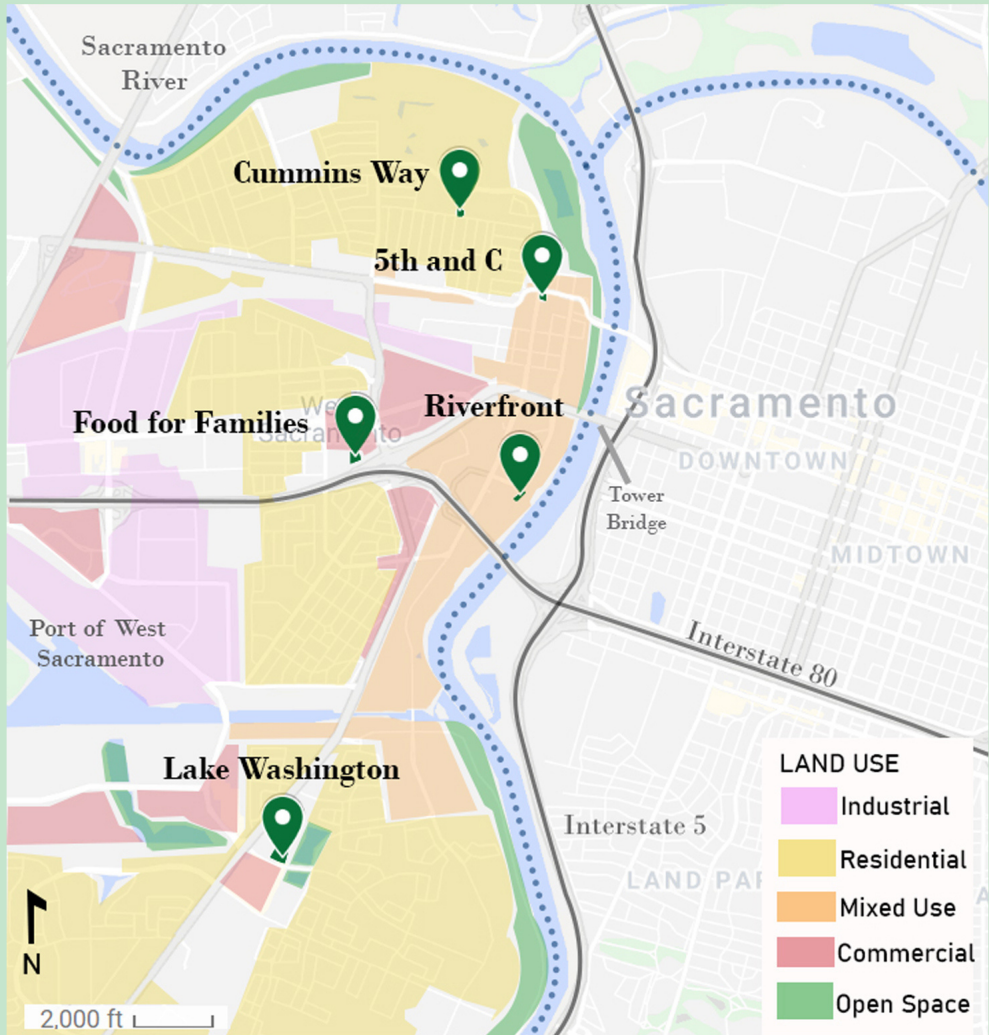 Sacramento
River
Cummins Way
5th and C
Riverfront
Food for Families
Sacramento
Sacramento
DOWNTOWN
Tower
Bridge
MIDTOWN
Port of West
Sacramento
Interstate 80
Lake Washington
Interstate 5
LAND
LAND USE
Industrial
Residential
Mixed Use
Commercial
Open Space
N
2,000 ft